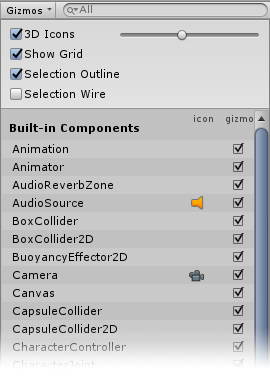 Gizmos All
3D Icons
Show Grid
Selection Outline
Selection Wire
icon gizmo
Built-in Components
Animation
Animator
AudioReverbZone
AudioSource
BoxCollider
BoxCollider2D
BuoyancyEffector2D
Camera
Canvas
CapsuleCollider
CapsuleCollider2D
CharacterController
CharacterJoint